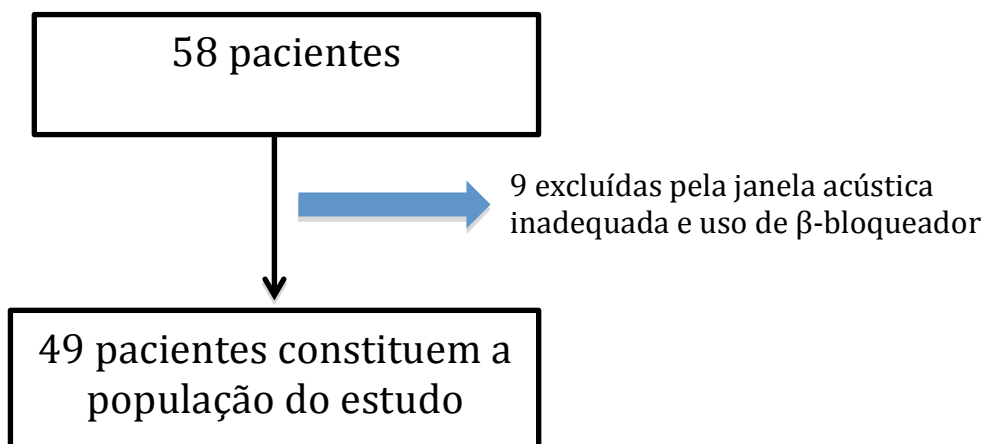 58 pacientes
9 excluídas pela janela acústica
inadequada e uso de β-bloqueador
49 pacientes constituem a
população do estudo